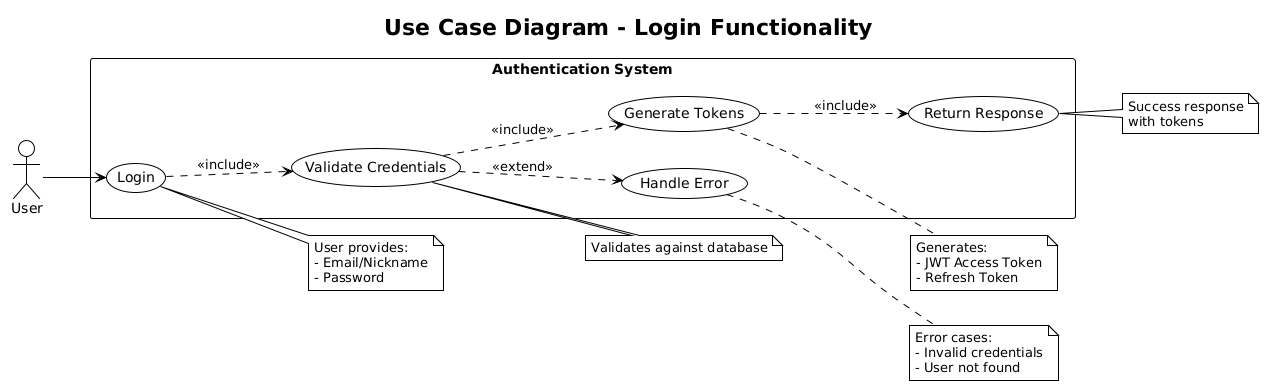 Use Case Diagram - Login Functionality
Authentication System
User
Login
«include»
Validate Credentials
«include»
«extend»
Generate Tokens
Handle Error
«include»
Return Response
Success response
with tokens
User provides:
- Email/Nickname
- Password
Validates against database
Generates:
- JWT Access Token
- Refresh Token
Error cases:
- Invalid credentials
- User not found